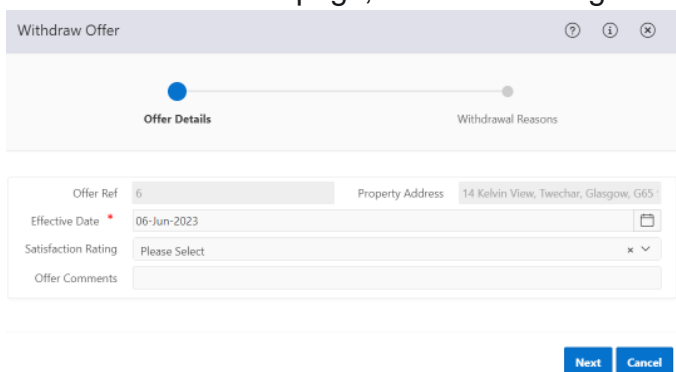 Withdraw Offer
Offer Details Withdrawal Reasons
Offer Ref 6 Property Address 14 Kelvin View, Twechar, Glasgow, G65
Effective Date * 06-Jun-2023
Satisfaction Rating Please Select
Offer Comments
Next Cancel